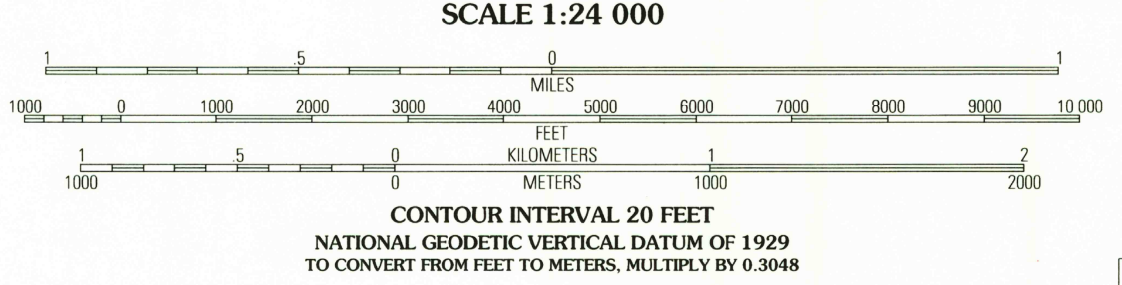 SCALE 1:24 000
1 .5 0 1
MILES
1000 0 1000 2000 3000 4000 5000 6000 7000 8000 9000 10 000
FEET
1 .5 0 KILOMETERS 1 2
1000 0 METERS 1000 2000
CONTOUR INTERVAL 20 FEET
NATIONAL GEODETIC VERTICAL DATUM OF 1929
TO CONVERT FROM FEET TO METERS, MULTIPLY BY 0.3048